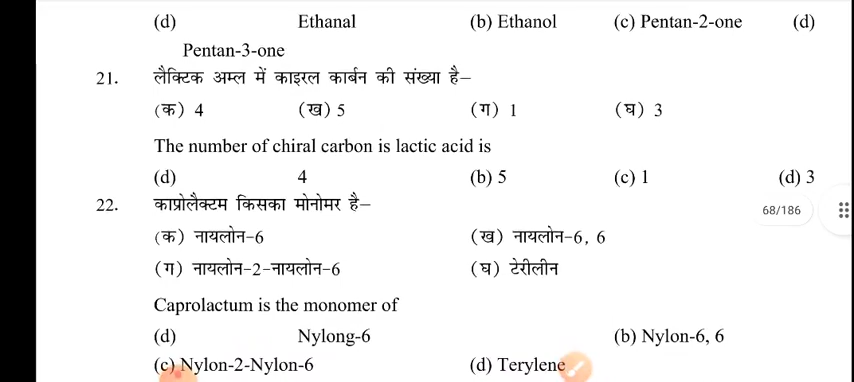 (d) Ethanal (b) Ethanol (c) Pentan-2-one (d)
Pentan-3-one
21. लैक्टिक अम्ल में काइरल कार्बन की संख्या है–
(क) 4 (ख) 5 (ग) 1 (घ) 3
The number of chiral carbon is lactic acid is
(d) 4 (b) 5 (c) 1 (d) 3
22. काप्रोलैक्टम किसका मोनोमर है–
68/186
(क) नायलोन-6 (ख) नायलोन-6, 6
(ग) नायलोन-2-नायलोन-6 (घ) टेरीलीन
Caprolactum is the monomer of
(d) Nylong-6 (b) Nylon-6, 6
(c) Nylon-2-Nylon-6 (d) Terylene